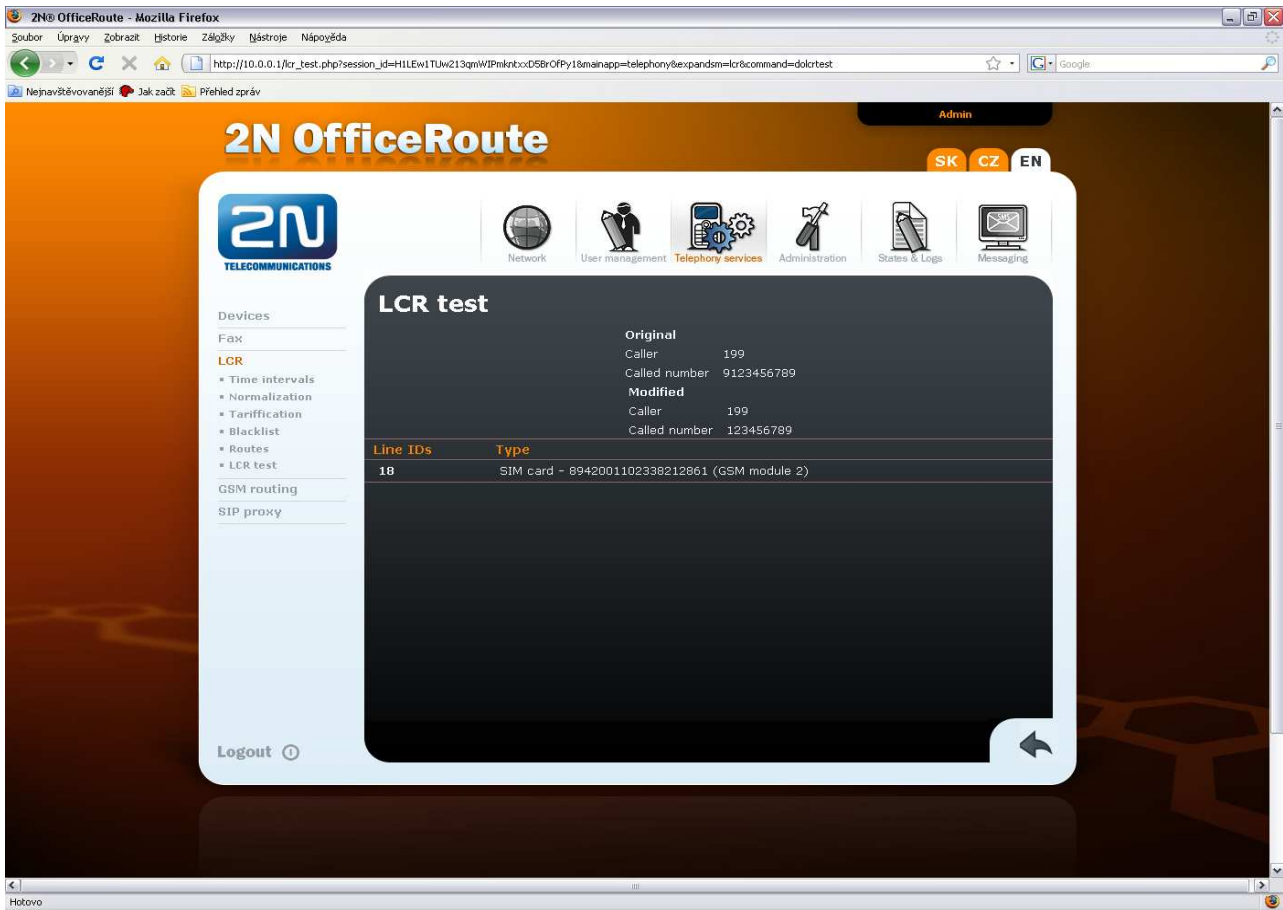 2N® OfficeRoute - Mozilla Firefox
Soubor Úpravy Zobrazit Historie Záložky Nástroje Nápověda
http://10.0.0.1/lcr_test.php?session_id=H1LEw1TUw213qmWIPmkntxxD5BrOfPy1&mainapp=telephony&expandsm=lcr&command=dolcrtest
G Google
Nejnavštěvovanější Jak začít Přehled zpráv
Admin
2N OfficeRoute
SK CZ EN
2N
TELECOMMUNICATIONS
SMS
Network User management Telephony services Administration States & Logs Messaging
LCR test
Devices
Fax
LCR
Time intervals
Normalization
Tariffication
Blacklist
Routes
LCR test
GSM routing
SIP proxy
Original
Caller 199
Called number 9123456789
Modified
Caller 199
Called number 123456789
Line IDs Type
18 SIM card - 8942001102338212861 (GSM module 2)
Logout
Hotovo